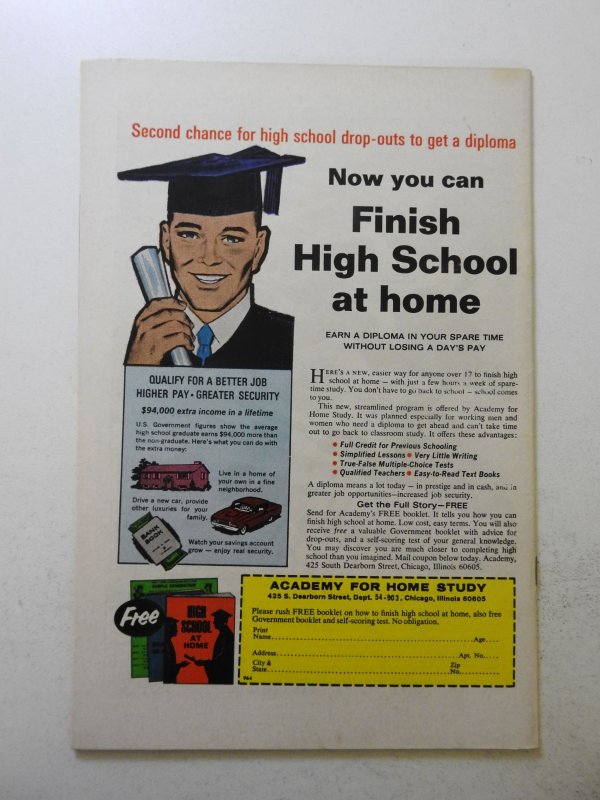 Second chance for high school drop-outs to get a diploma
Now you can
Finish
High School
at home
EARN A DIPLOMA IN YOUR SPARE TIME
WITHOUT LOSING A DAY'S PAY
QUALIFY FOR A BETTER JOB
HIGHER PAY • GREATER SECURITY
$94,000 extra income in a lifetime
U.S. Government figures show the average
high school graduate earns $94,000 more than
the non-graduate. Here's what you can do with
the extra money:
Live in a home of
your own in a fine
neighborhood.
Drive a new car, provide
other luxuries for your
family.
BANK
BOOK
Watch your savings account
grow — enjoy real security.
HERE'S A NEW, easier way for anyone over 17 to finish high
school at home — with just a few hours a week of spare-
time study. You don't have to go back to school — school comes
to you.
This new, streamlined program is offered by Academy for
Home Study. It was planned especially for working men and
women who need a diploma to get ahead and can't take time
out to go back to classroom study. It offers these advantages:
• Full Credit for Previous Schooling
• Simplified Lessons • Very Little Writing
• True-False Multiple-Choice Tests
• Qualified Teachers • Easy-to-Read Text Books
A diploma means a lot today — in prestige and in cash, and in
greater job opportunities—increased job security.
Get the Full Story—FREE
Send for Academy's FREE booklet. It tells you how you can
finish high school at home. Low cost, easy terms. You will also
receive free a valuable Government booklet with advice for
drop-outs, and a self-scoring test of your general knowledge.
You may discover you are much closer to completing high
school than you imagined. Mail coupon below today. Academy,
425 South Dearborn Street, Chicago, Illinois 60605.
Free
HIGH
SCHOOL
AT
HOME
ACADEMY FOR HOME STUDY
425 S. Dearborn Street, Dept. 54-903, Chicago, Illinois 60605
Please rush FREE booklet on how to finish high school at home, also free
Government booklet and self-scoring test. No obligation.
Print
Name Age
Address Apt. No.
City & Zip
State No.
964